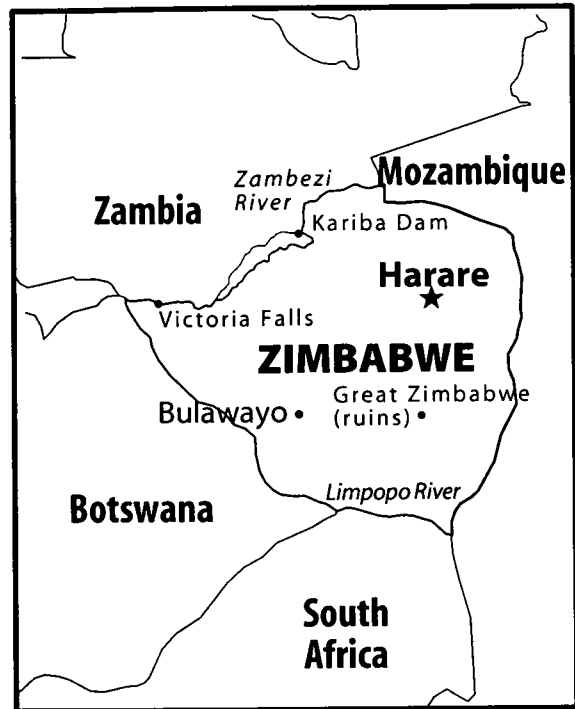 Mozambique
Zambezi
River
Zambia
Kariba Dam
Harare
Victoria Falls
ZIMBABWE
Great Zimbabwe
(ruins)
Bulawayo
Limpopo River
Botswana
South
Africa